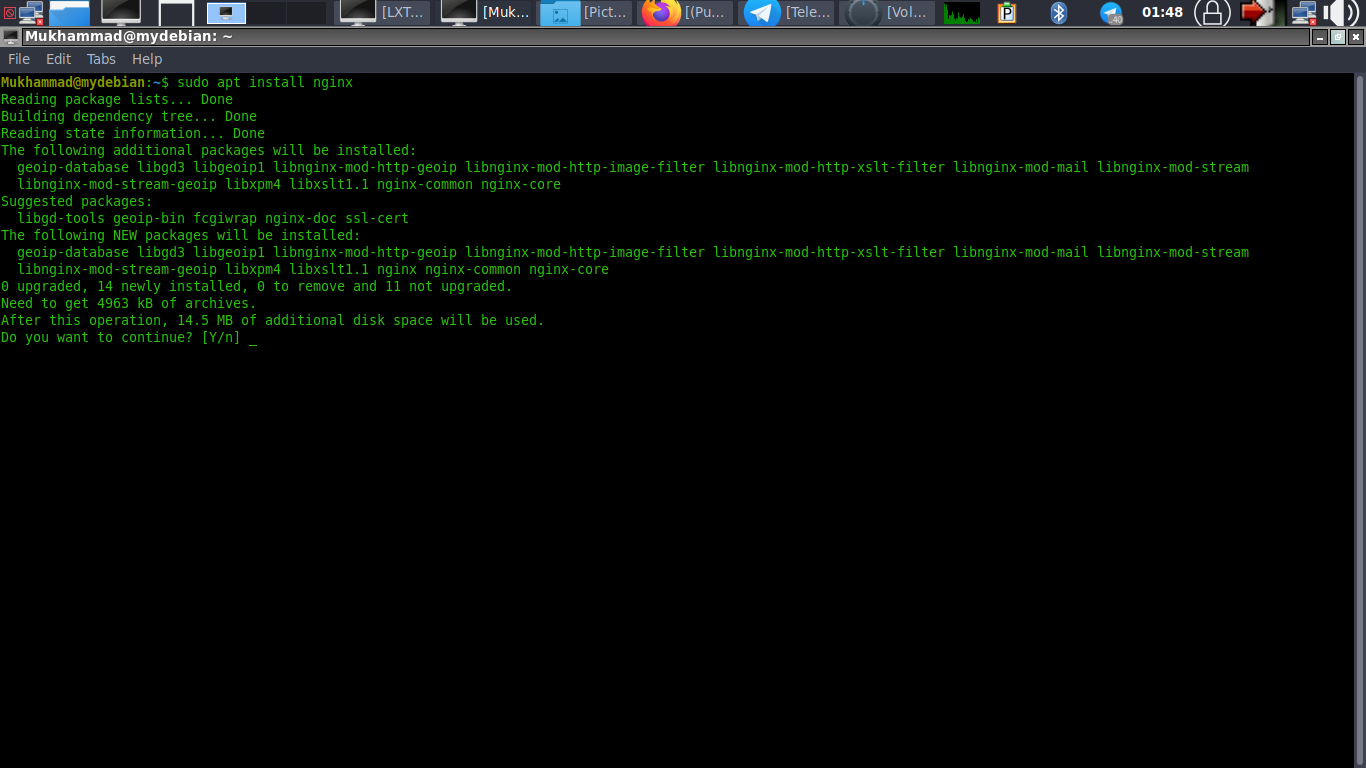 [LXT... [Muk... [Pict... [(Pu... [Tele... [Vol... P 40 01:48
Mukhammad@mydebian: ~
File Edit Tabs Help
Mukhammad@mydebian:~$ sudo apt install nginx
Reading package lists... Done
Building dependency tree... Done
Reading state information... Done
The following additional packages will be installed:
  geoip-database libgd3 libgeoip1 libnginx-mod-http-geoip libnginx-mod-http-image-filter libnginx-mod-http-xslt-filter libnginx-mod-mail libnginx-mod-stream
  libnginx-mod-stream-geoip libxpm4 libxslt1.1 nginx-common nginx-core
Suggested packages:
  libgd-tools geoip-bin fcgiwrap nginx-doc ssl-cert
The following NEW packages will be installed:
  geoip-database libgd3 libgeoip1 libnginx-mod-http-geoip libnginx-mod-http-image-filter libnginx-mod-http-xslt-filter libnginx-mod-mail libnginx-mod-stream
  libnginx-mod-stream-geoip libxpm4 libxslt1.1 nginx nginx-common nginx-core
0 upgraded, 14 newly installed, 0 to remove and 11 not upgraded.
Need to get 4963 kB of archives.
After this operation, 14.5 MB of additional disk space will be used.
Do you want to continue? [Y/n] _